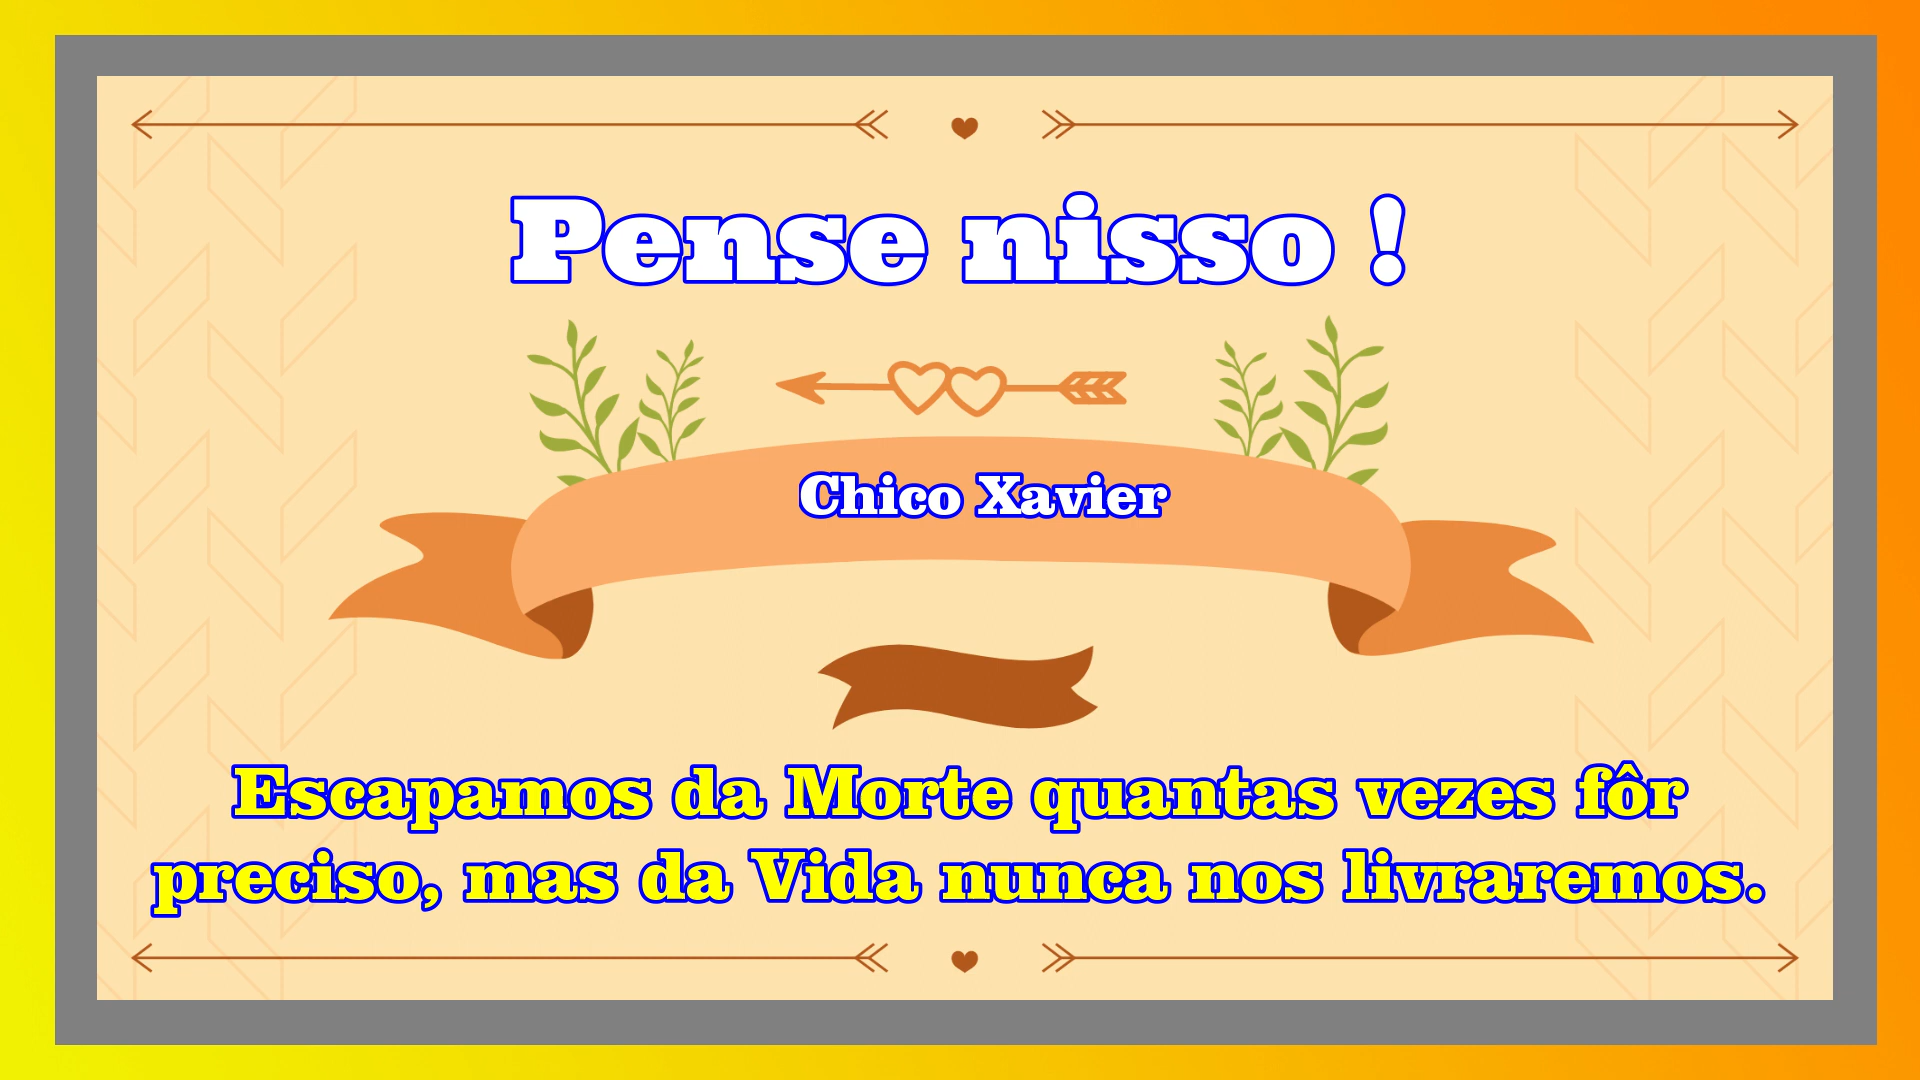 Pense nisso !
Chico Xavier
Escapamos da Morte quantas vezes fôr
preciso, mas da Vida nunca nos livraremos.